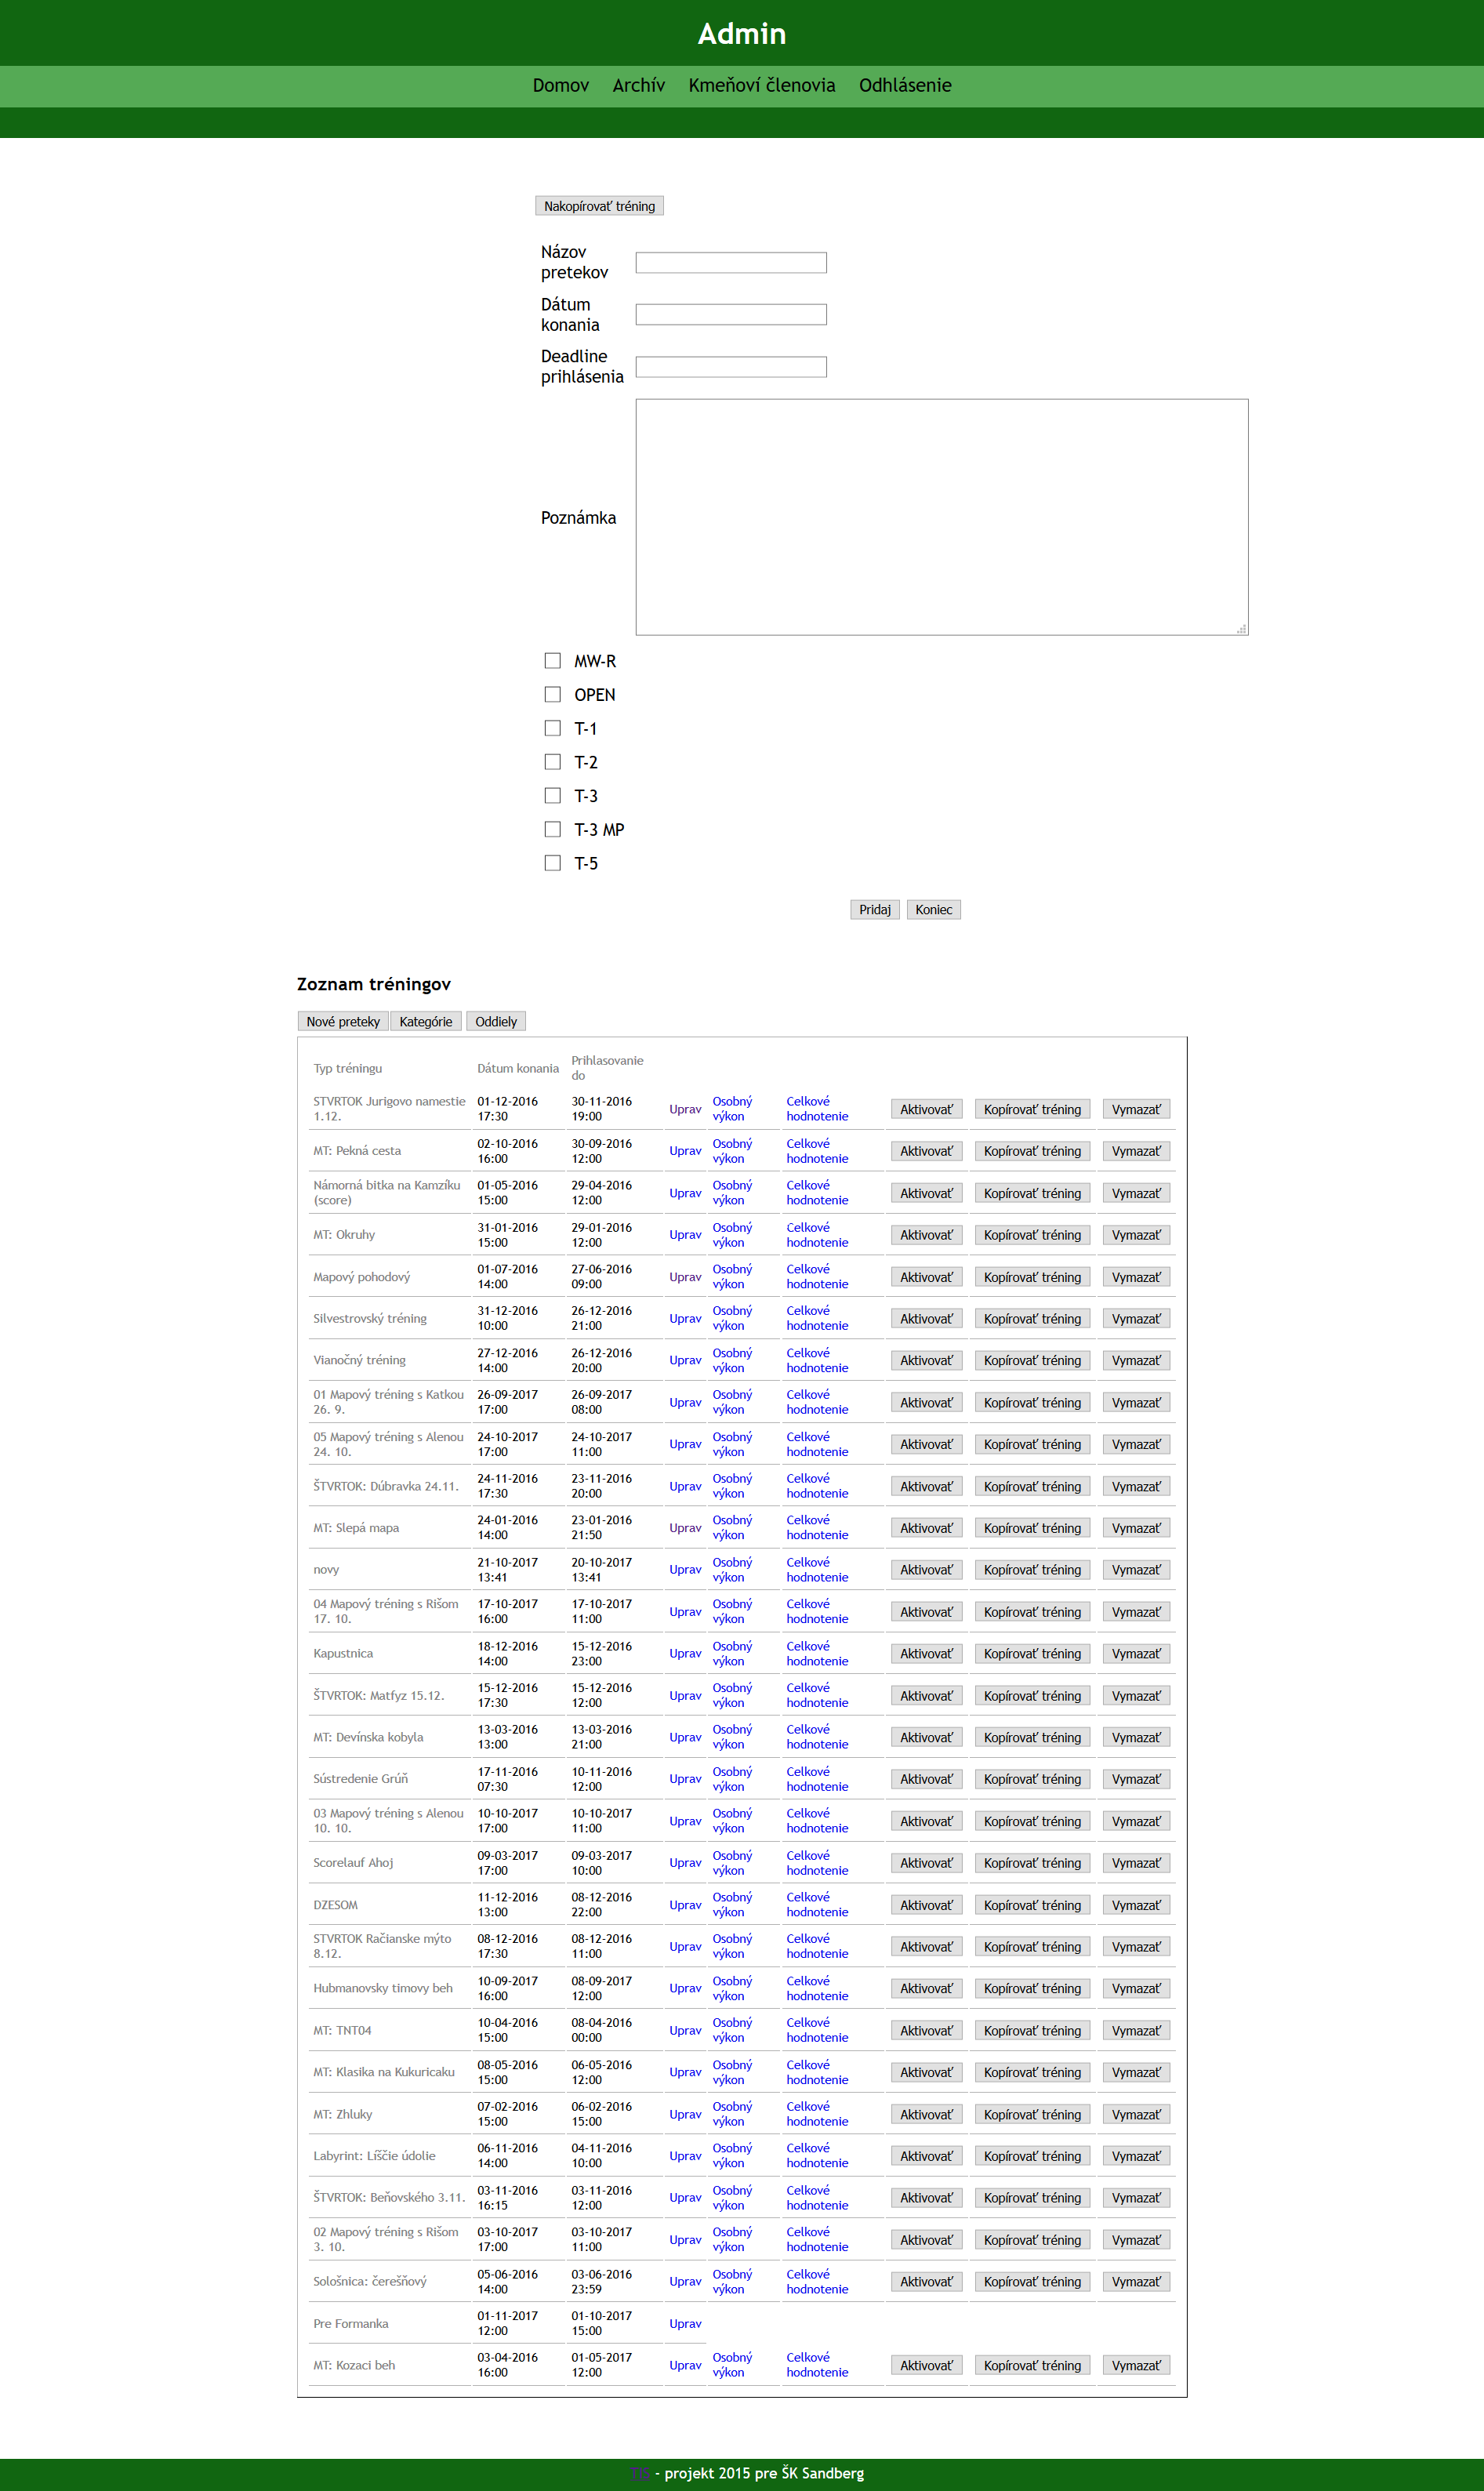 Admin
Domov Archív Kmeňoví členovia Odhlásenie
Nakopírovať tréning
Názov
pretekov
Dátum
konania
Deadline
prihlásenia
Poznámka
MW-R
OPEN
T-1
T-2
T-3
T-3 MP
T-5
Pridaj Koniec
Zoznam tréningov
Nové preteky Kategórie Oddiely
Typ tréningu Dátum konania Prihlasovanie
do
STVRTOK Jurigovo namestie 01-12-2016 30-11-2016 Uprav Osobný Celkové Aktivovať Kopírovať tréning Vymazať
1.12. 17:30 19:00 výkon hodnotenie
MT: Pekná cesta 02-10-2016 30-09-2016 Uprav Osobný Celkové Aktivovať Kopírovať tréning Vymazať
16:00 12:00 výkon hodnotenie
Námorná bitka na Kamzíku 01-05-2016 29-04-2016 Uprav Osobný Celkové Aktivovať Kopírovať tréning Vymazať
(score) 15:00 12:00 výkon hodnotenie
MT: Okruhy 31-01-2016 29-01-2016 Uprav Osobný Celkové Aktivovať Kopírovať tréning Vymazať
15:00 12:00 výkon hodnotenie
Mapový pohodový 01-07-2016 27-06-2016 Uprav Osobný Celkové Aktivovať Kopírovať tréning Vymazať
14:00 09:00 výkon hodnotenie
Silvestrovský tréning 31-12-2016 26-12-2016 Uprav Osobný Celkové Aktivovať Kopírovať tréning Vymazať
10:00 21:00 výkon hodnotenie
Vianočný tréning 27-12-2016 26-12-2016 Uprav Osobný Celkové Aktivovať Kopírovať tréning Vymazať
14:00 20:00 výkon hodnotenie
01 Mapový tréning s Katkou 26-09-2017 26-09-2017 Uprav Osobný Celkové Aktivovať Kopírovať tréning Vymazať
26. 9. 17:00 08:00 výkon hodnotenie
05 Mapový tréning s Alenou 24-10-2017 24-10-2017 Uprav Osobný Celkové Aktivovať Kopírovať tréning Vymazať
24. 10. 17:00 11:00 výkon hodnotenie
ŠTVRTOK: Dúbravka 24.11. 24-11-2016 23-11-2016 Uprav Osobný Celkové Aktivovať Kopírovať tréning Vymazať
17:30 20:00 výkon hodnotenie
MT: Slepá mapa 24-01-2016 23-01-2016 Uprav Osobný Celkové Aktivovať Kopírovať tréning Vymazať
14:00 21:50 výkon hodnotenie
novy 21-10-2017 20-10-2017 Uprav Osobný Celkové Aktivovať Kopírovať tréning Vymazať
13:41 13:41 výkon hodnotenie
04 Mapový tréning s Rišom 17-10-2017 17-10-2017 Uprav Osobný Celkové Aktivovať Kopírovať tréning Vymazať
17. 10. 16:00 11:00 výkon hodnotenie
Kapustnica 18-12-2016 15-12-2016 Uprav Osobný Celkové Aktivovať Kopírovať tréning Vymazať
14:00 23:00 výkon hodnotenie
ŠTVRTOK: Matfyz 15.12. 15-12-2016 15-12-2016 Uprav Osobný Celkové Aktivovať Kopírovať tréning Vymazať
17:30 12:00 výkon hodnotenie
MT: Devínska kobyla 13-03-2016 13-03-2016 Uprav Osobný Celkové Aktivovať Kopírovať tréning Vymazať
13:00 21:00 výkon hodnotenie
Sústredenie Grúň 17-11-2016 10-11-2016 Uprav Osobný Celkové Aktivovať Kopírovať tréning Vymazať
07:30 12:00 výkon hodnotenie
03 Mapový tréning s Alenou 10-10-2017 10-10-2017 Uprav Osobný Celkové Aktivovať Kopírovať tréning Vymazať
10. 10. 17:00 11:00 výkon hodnotenie
Scorelauf Ahoj 09-03-2017 09-03-2017 Uprav Osobný Celkové Aktivovať Kopírovať tréning Vymazať
17:00 10:00 výkon hodnotenie
DZESOM 11-12-2016 08-12-2016 Uprav Osobný Celkové Aktivovať Kopírovať tréning Vymazať
13:00 22:00 výkon hodnotenie
STVRTOK Račianske mýto 08-12-2016 08-12-2016 Uprav Osobný Celkové Aktivovať Kopírovať tréning Vymazať
8.12. 17:30 11:00 výkon hodnotenie
Hubmanovsky timovy beh 10-09-2017 08-09-2017 Uprav Osobný Celkové Aktivovať Kopírovať tréning Vymazať
16:00 12:00 výkon hodnotenie
MT: TNT04 10-04-2016 08-04-2016 Uprav Osobný Celkové Aktivovať Kopírovať tréning Vymazať
15:00 00:00 výkon hodnotenie
MT: Klasika na Kukuricaku 08-05-2016 06-05-2016 Uprav Osobný Celkové Aktivovať Kopírovať tréning Vymazať
15:00 12:00 výkon hodnotenie
MT: Zhluky 07-02-2016 06-02-2016 Uprav Osobný Celkové Aktivovať Kopírovať tréning Vymazať
15:00 15:00 výkon hodnotenie
Labyrint: Líščie údolie 06-11-2016 04-11-2016 Uprav Osobný Celkové Aktivovať Kopírovať tréning Vymazať
14:00 10:00 výkon hodnotenie
ŠTVRTOK: Beňovského 3.11. 03-11-2016 03-11-2016 Uprav Osobný Celkové Aktivovať Kopírovať tréning Vymazať
16:15 12:00 výkon hodnotenie
02 Mapový tréning s Rišom 03-10-2017 03-10-2017 Uprav Osobný Celkové Aktivovať Kopírovať tréning Vymazať
3. 10. 17:00 11:00 výkon hodnotenie
Sološnica: čerešňový 05-06-2016 03-06-2016 Uprav Osobný Celkové Aktivovať Kopírovať tréning Vymazať
14:00 23:59 výkon hodnotenie
Pre Formanka 01-11-2017 01-10-2017 Uprav
12:00 15:00
MT: Kozaci beh 03-04-2016 01-05-2017 Uprav Osobný Celkové Aktivovať Kopírovať tréning Vymazať
16:00 12:00 výkon hodnotenie
TIS - projekt 2015 pre ŠK Sandberg